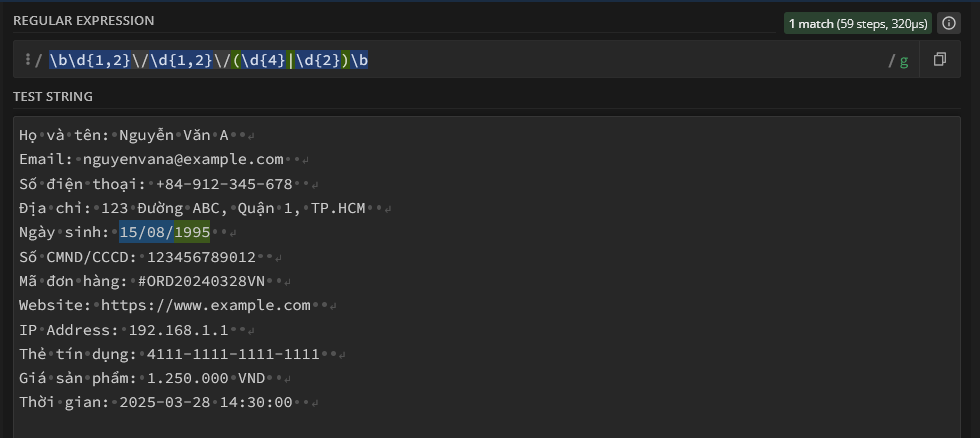 REGULAR EXPRESSION
1 match (59 steps, 320μs)
/ \b\d{1,2}\/\d{1,2}\/(\d{4}|\d{2})\b / g
TEST STRING
Họ và tên: Nguyễn Văn A
Email: nguyenvana@example.com
Số điện thoại: +84-912-345-678
Địa chỉ: 123 Đường ABC, Quận 1, TP.HCM
Ngày sinh: 15/08/1995
Số CMND/CCCD: 123456789012
Mã đơn hàng: #ORD20240328VN
Website: https://www.example.com
IP Address: 192.168.1.1
Thẻ tín dụng: 4111-1111-1111-1111
Giá sản phẩm: 1.250.000 VND
Thời gian: 2025-03-28 14:30:00